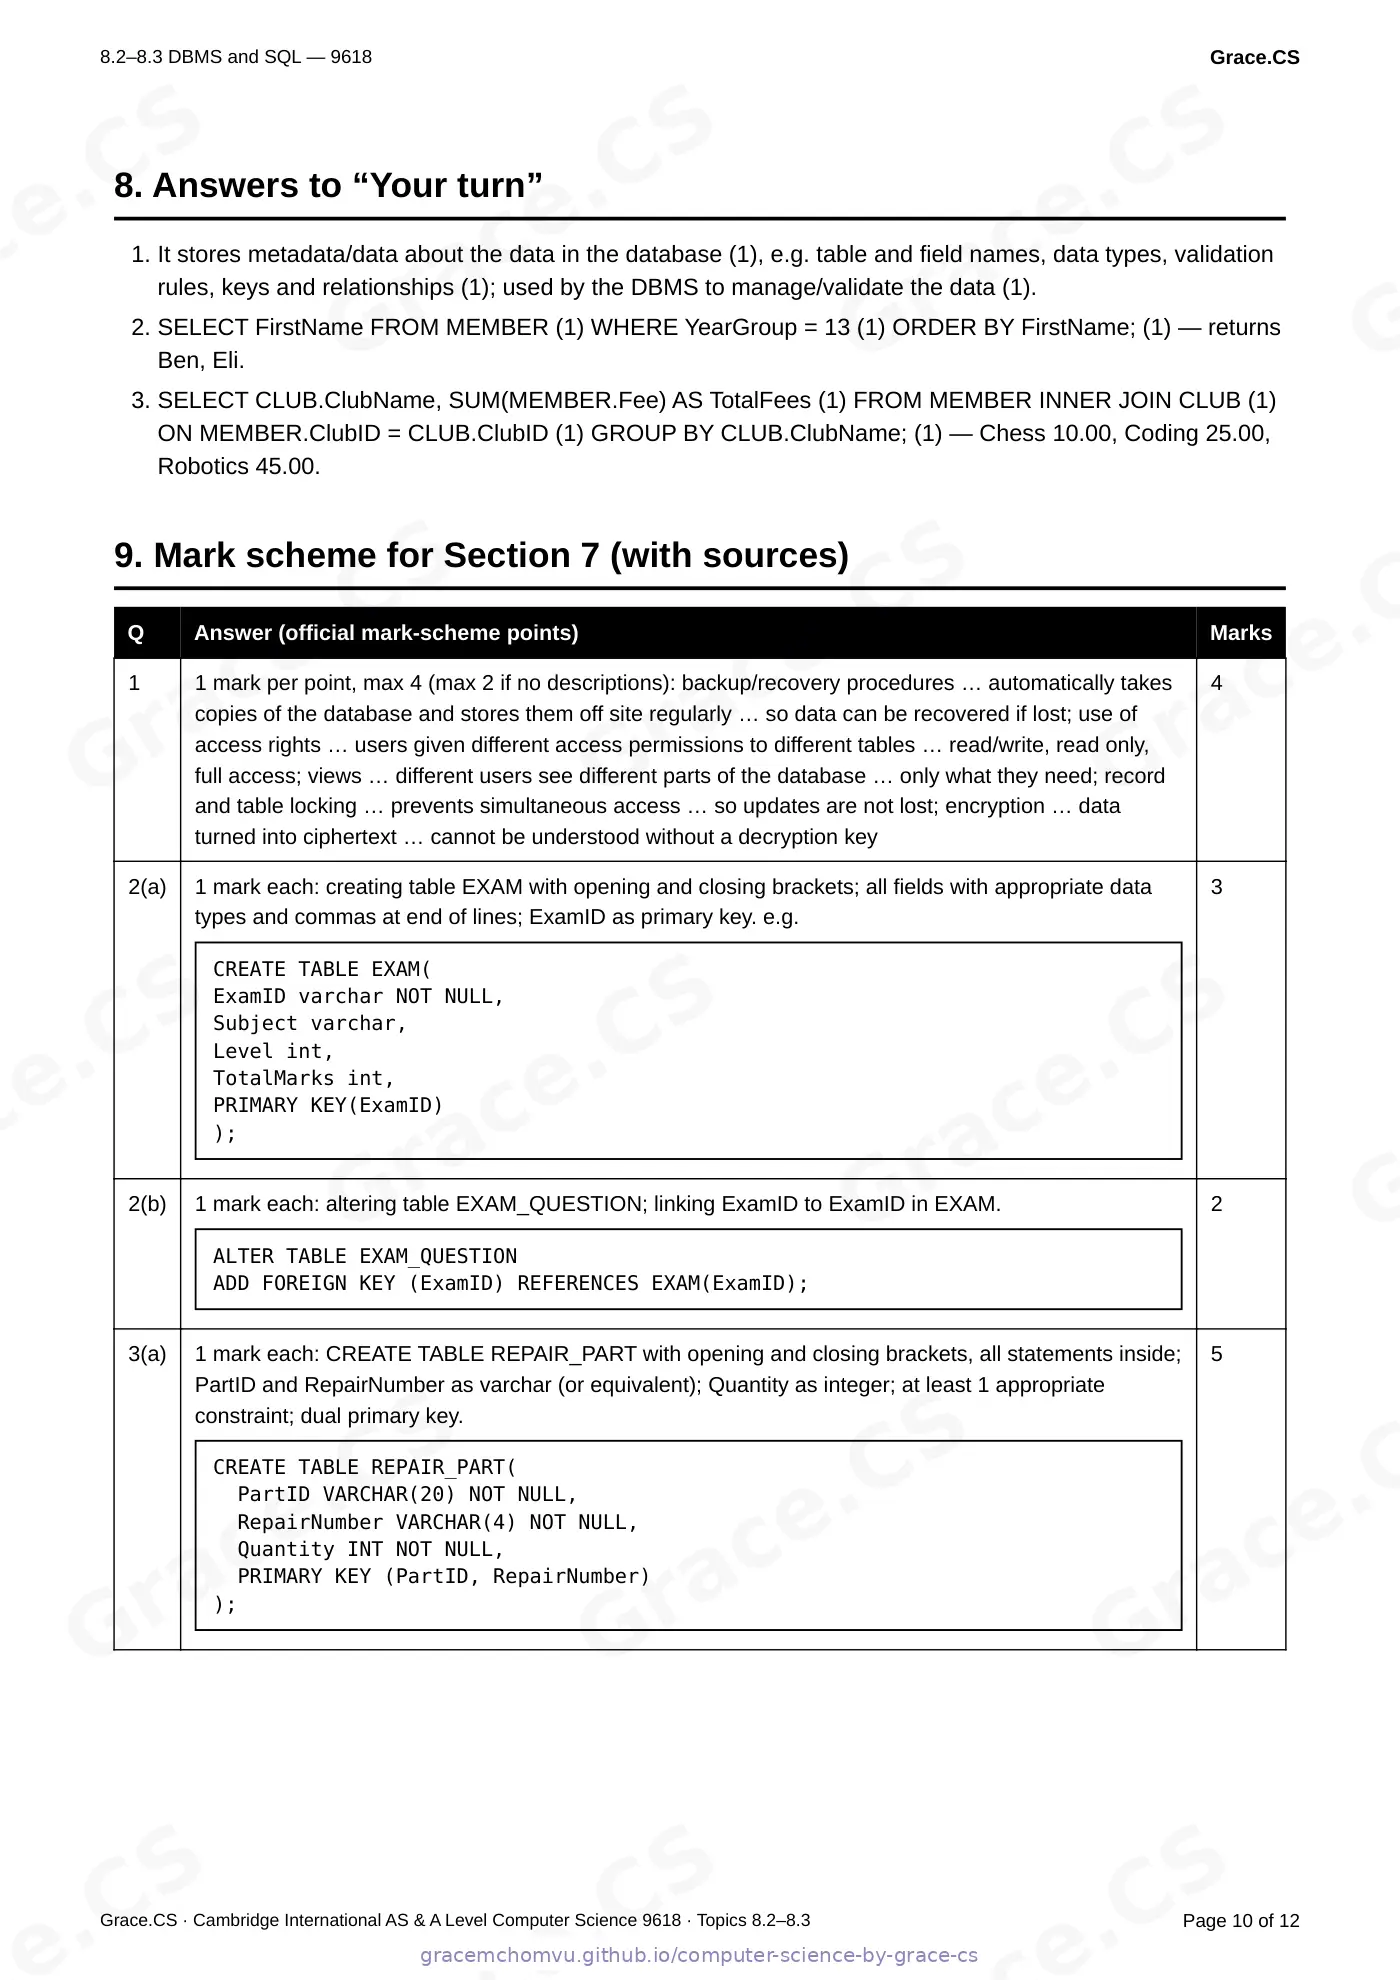 8.2–8.3 DBMS and SQL — 9618
Grace.CS
8. Answers to “Your turn”
1. It stores metadata/data about the data in the database (1), e.g. table and field names, data types, validation
rules, keys and relationships (1); used by the DBMS to manage/validate the data (1).
2. SELECT FirstName FROM MEMBER (1) WHERE YearGroup = 13 (1) ORDER BY FirstName; (1) — returns
Ben, Eli.
3. SELECT CLUB.ClubName, SUM(MEMBER.Fee) AS TotalFees (1) FROM MEMBER INNER JOIN CLUB (1)
ON MEMBER.ClubID = CLUB.ClubID (1) GROUP BY CLUB.ClubName; (1) — Chess 10.00, Coding 25.00,
Robotics 45.00.
9. Mark scheme for Section 7 (with sources)
Q Answer (official mark-scheme points) Marks
1 1 mark per point, max 4 (max 2 if no descriptions): backup/recovery procedures … automatically takes 4
copies of the database and stores them off site regularly … so data can be recovered if lost; use of
access rights … users given different access permissions to different tables … read/write, read only,
full access; views … different users see different parts of the database … only what they need; record
and table locking … prevents simultaneous access … so updates are not lost; encryption … data
turned into ciphertext … cannot be understood without a decryption key
2(a) 1 mark each: creating table EXAM with opening and closing brackets; all fields with appropriate data 3
types and commas at end of lines; ExamID as primary key. e.g.
CREATE TABLE EXAM(
ExamID varchar NOT NULL,
Subject varchar,
Level int,
TotalMarks int,
PRIMARY KEY(ExamID)
);
2(b) 1 mark each: altering table EXAM_QUESTION; linking ExamID to ExamID in EXAM. 2
ALTER TABLE EXAM_QUESTION
ADD FOREIGN KEY (ExamID) REFERENCES EXAM(ExamID);
3(a) 1 mark each: CREATE TABLE REPAIR_PART with opening and closing brackets, all statements inside; 5
PartID and RepairNumber as varchar (or equivalent); Quantity as integer; at least 1 appropriate
constraint; dual primary key.
CREATE TABLE REPAIR_PART(
  PartID VARCHAR(20) NOT NULL,
  RepairNumber VARCHAR(4) NOT NULL,
  Quantity INT NOT NULL,
  PRIMARY KEY (PartID, RepairNumber)
);
Grace.CS · Cambridge International AS & A Level Computer Science 9618 · Topics 8.2–8.3
Page 10 of 12
gracemchomvu.github.io/computer-science-by-grace-cs